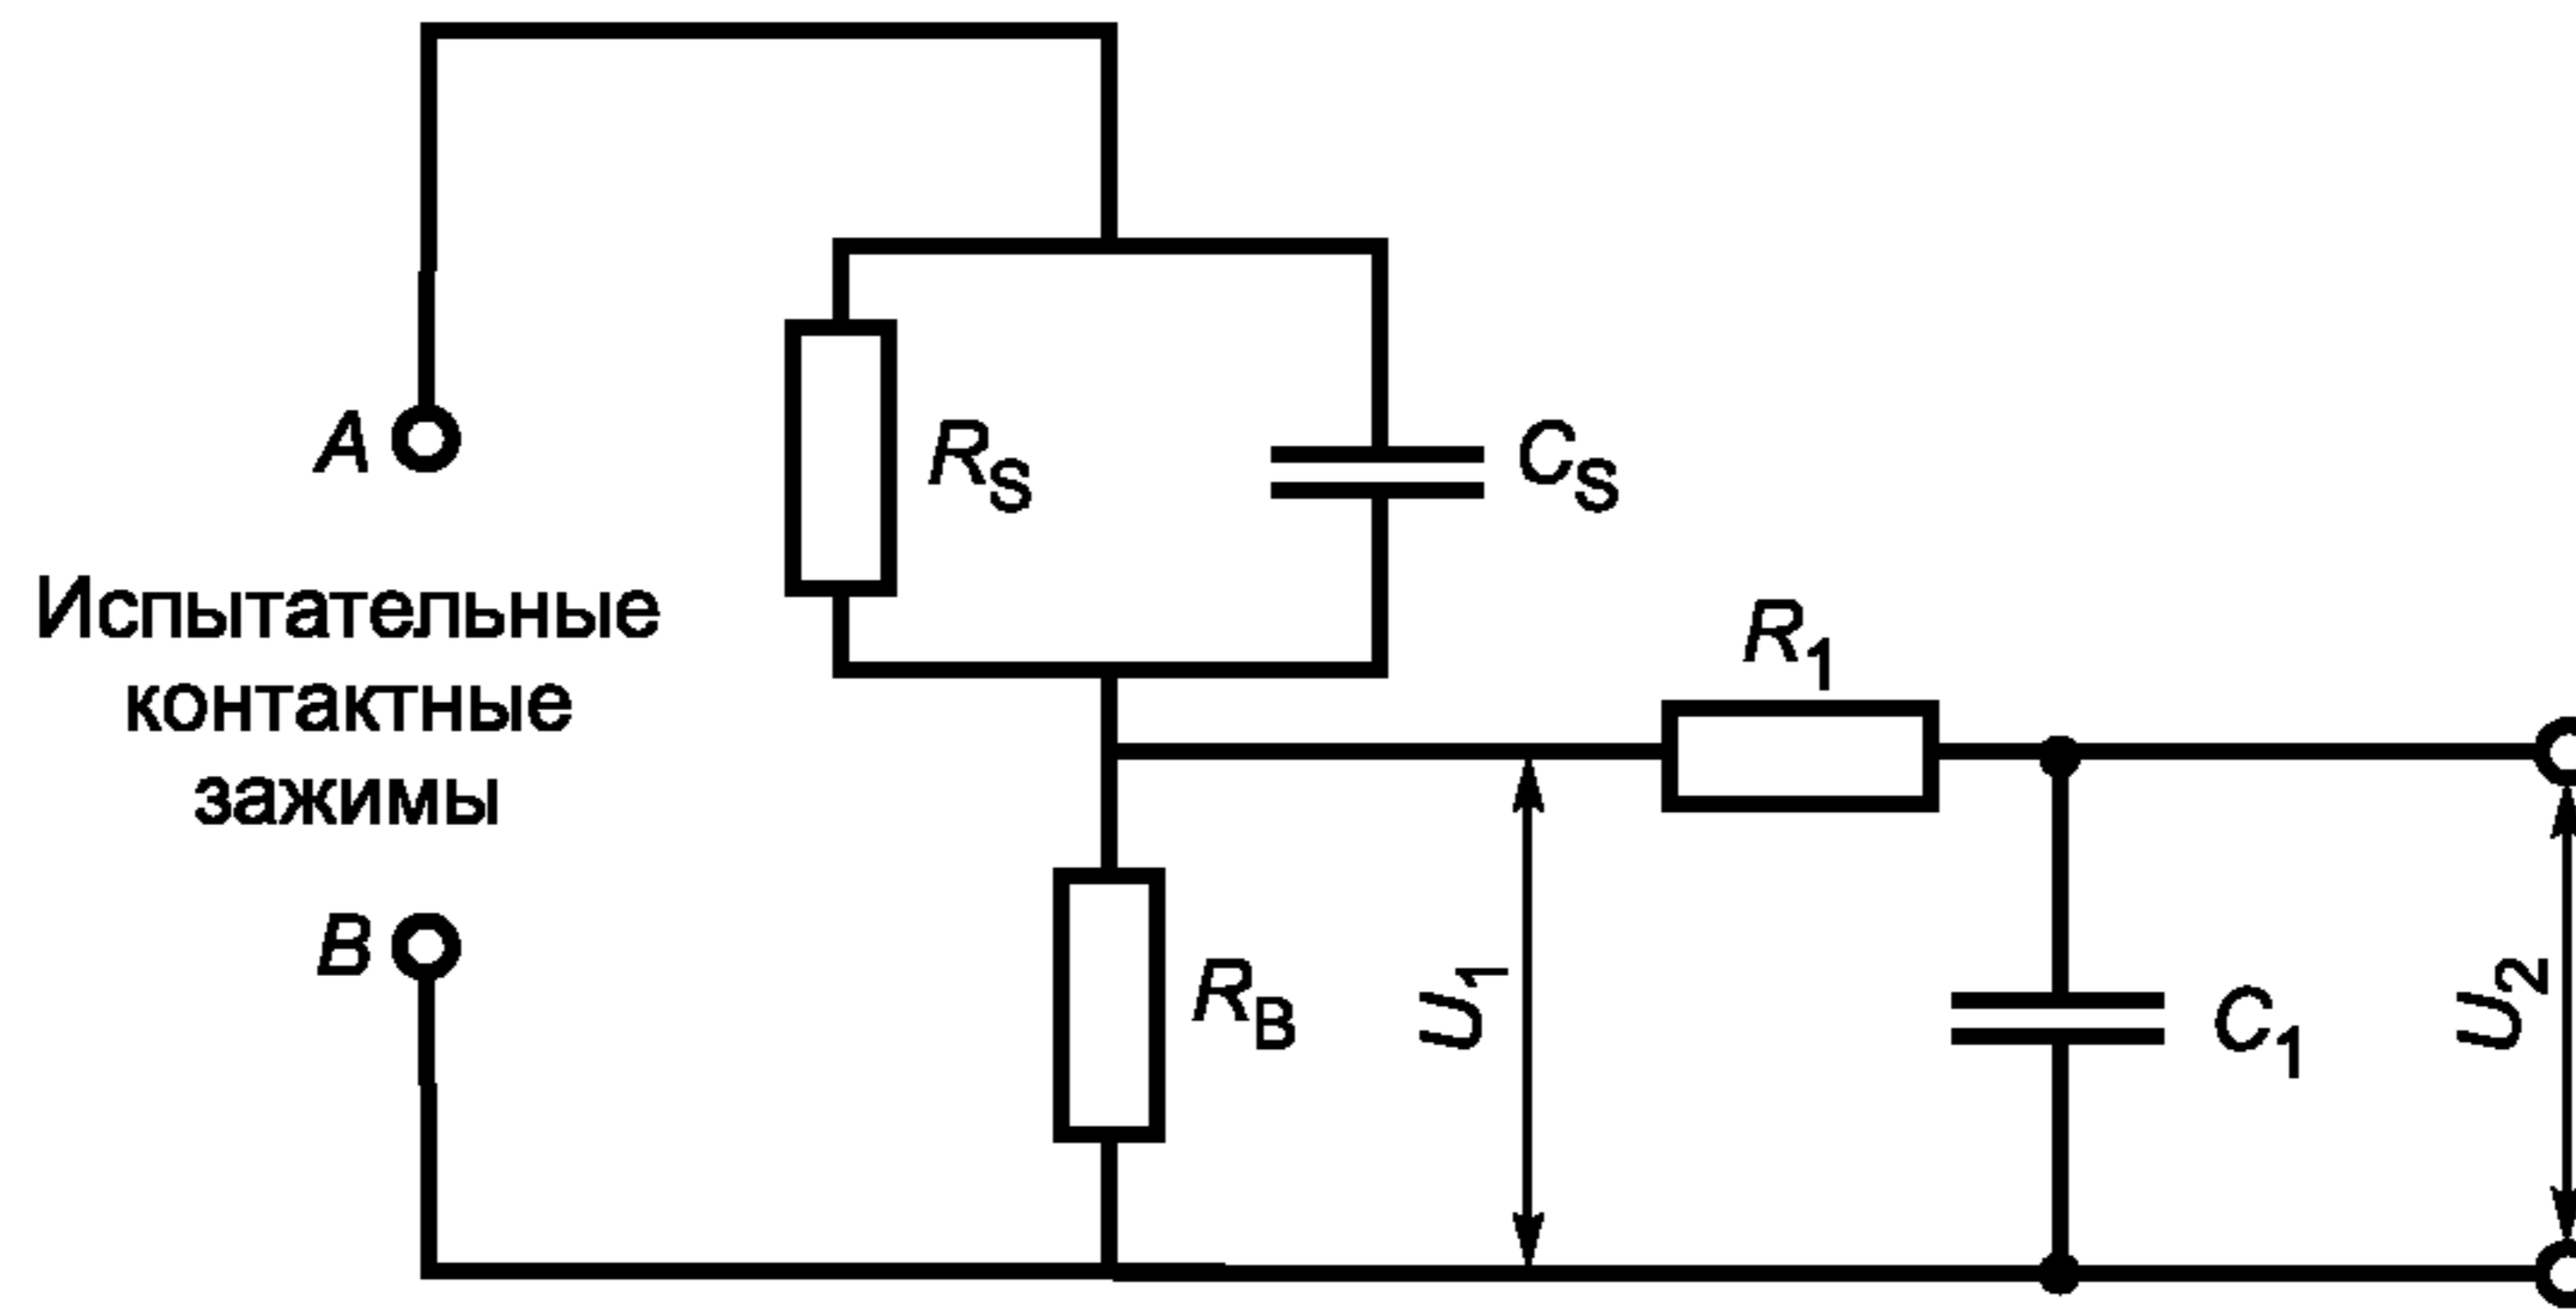 A
R_S
C_S
Испытательные
контактные
зажимы
R_1
B
R_B
U_1
C_1
U_2